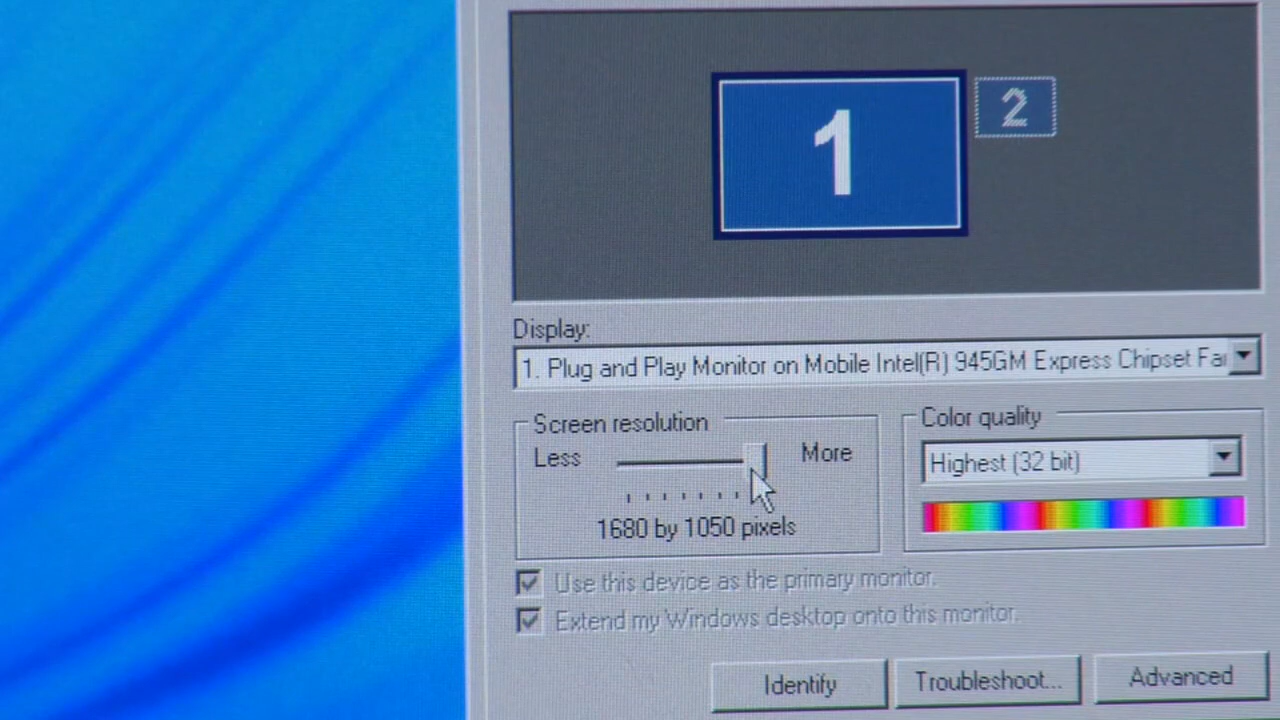 1
2
Display:
1. Plug and Play Monitor on Mobile Intel(R) 945GM Express Chipset Fa
Screen resolution
Less
More
1680 by 1050 pixels
Color quality
Highest (32 bit)
Use this device as the primary monitor.
Extend my Windows desktop onto this monitor.
Identify
Troubleshoot...
Advanced